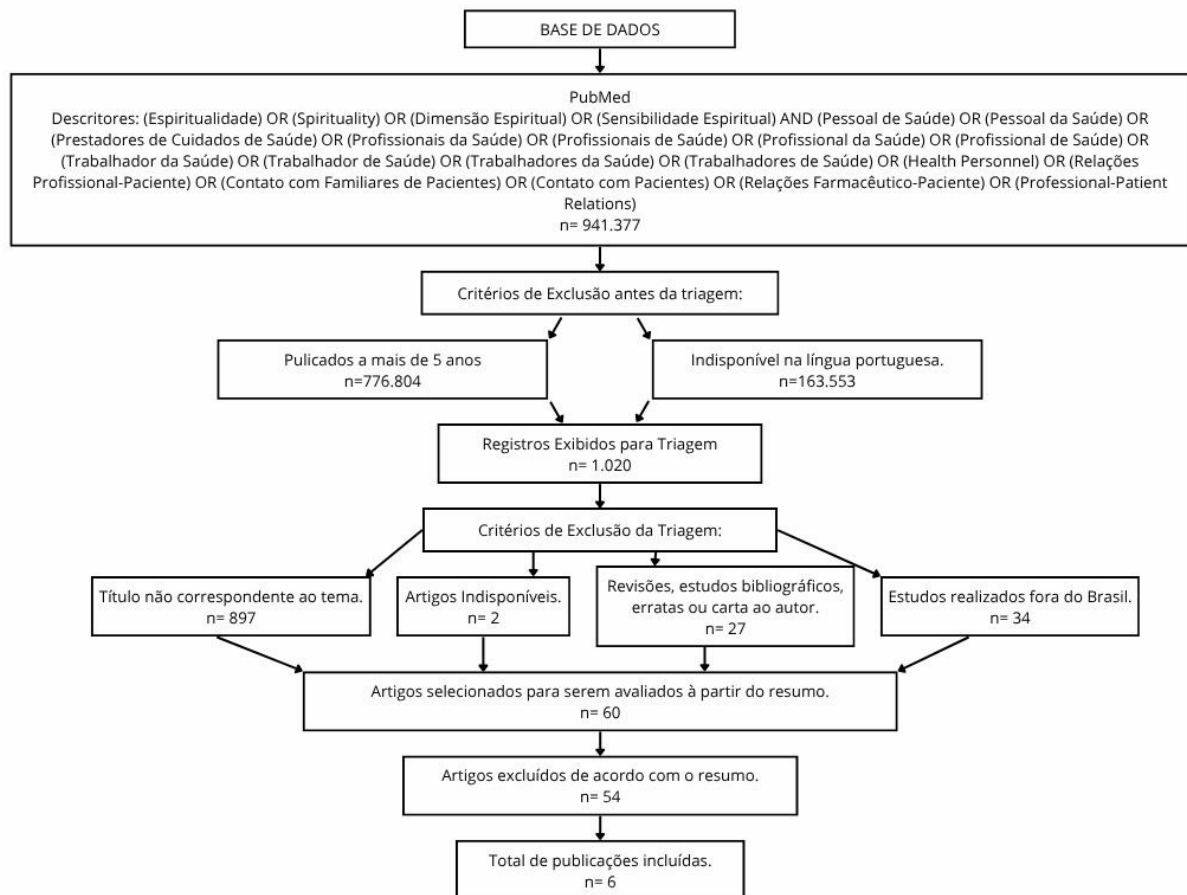 BASE DE DADOS
PubMed
Descritores: (Espiritualidade) OR (Spirituality) OR (Dimensão Espiritual) OR (Sensibilidade Espiritual) AND (Pessoal de Saúde) OR (Pessoal da Saúde) OR
(Prestadores de Cuidados de Saúde) OR (Profissionais da Saúde) OR (Profissionais de Saúde) OR (Profissional da Saúde) OR (Profissional de Saúde) OR
(Trabalhador da Saúde) OR (Trabalhador de Saúde) OR (Trabalhadores da Saúde) OR (Trabalhadores de Saúde) OR (Health Personnel) OR (Relações
Profissional-Paciente) OR (Contato com Familiares de Pacientes) OR (Contato com Pacientes) OR (Relações Farmacêutico-Paciente) OR (Professional-Patient
Relations)
n= 941.377
Critérios de Exclusão antes da triagem:
Pulicados a mais de 5 anos
n=776.804
Indisponível na língua portuguesa.
n=163.553
Registros Exibidos para Triagem
n= 1.020
Critérios de Exclusão da Triagem:
Título não correspondente ao tema.
n= 897
Artigos Indisponíveis.
n= 2
Revisões, estudos bibliográficos,
erratas ou carta ao autor.
n= 27
Estudos realizados fora do Brasil.
n= 34
Artigos selecionados para serem avaliados à partir do resumo.
n= 60
Artigos excluídos de acordo com o resumo.
n= 54
Total de publicações incluídas.
n= 6